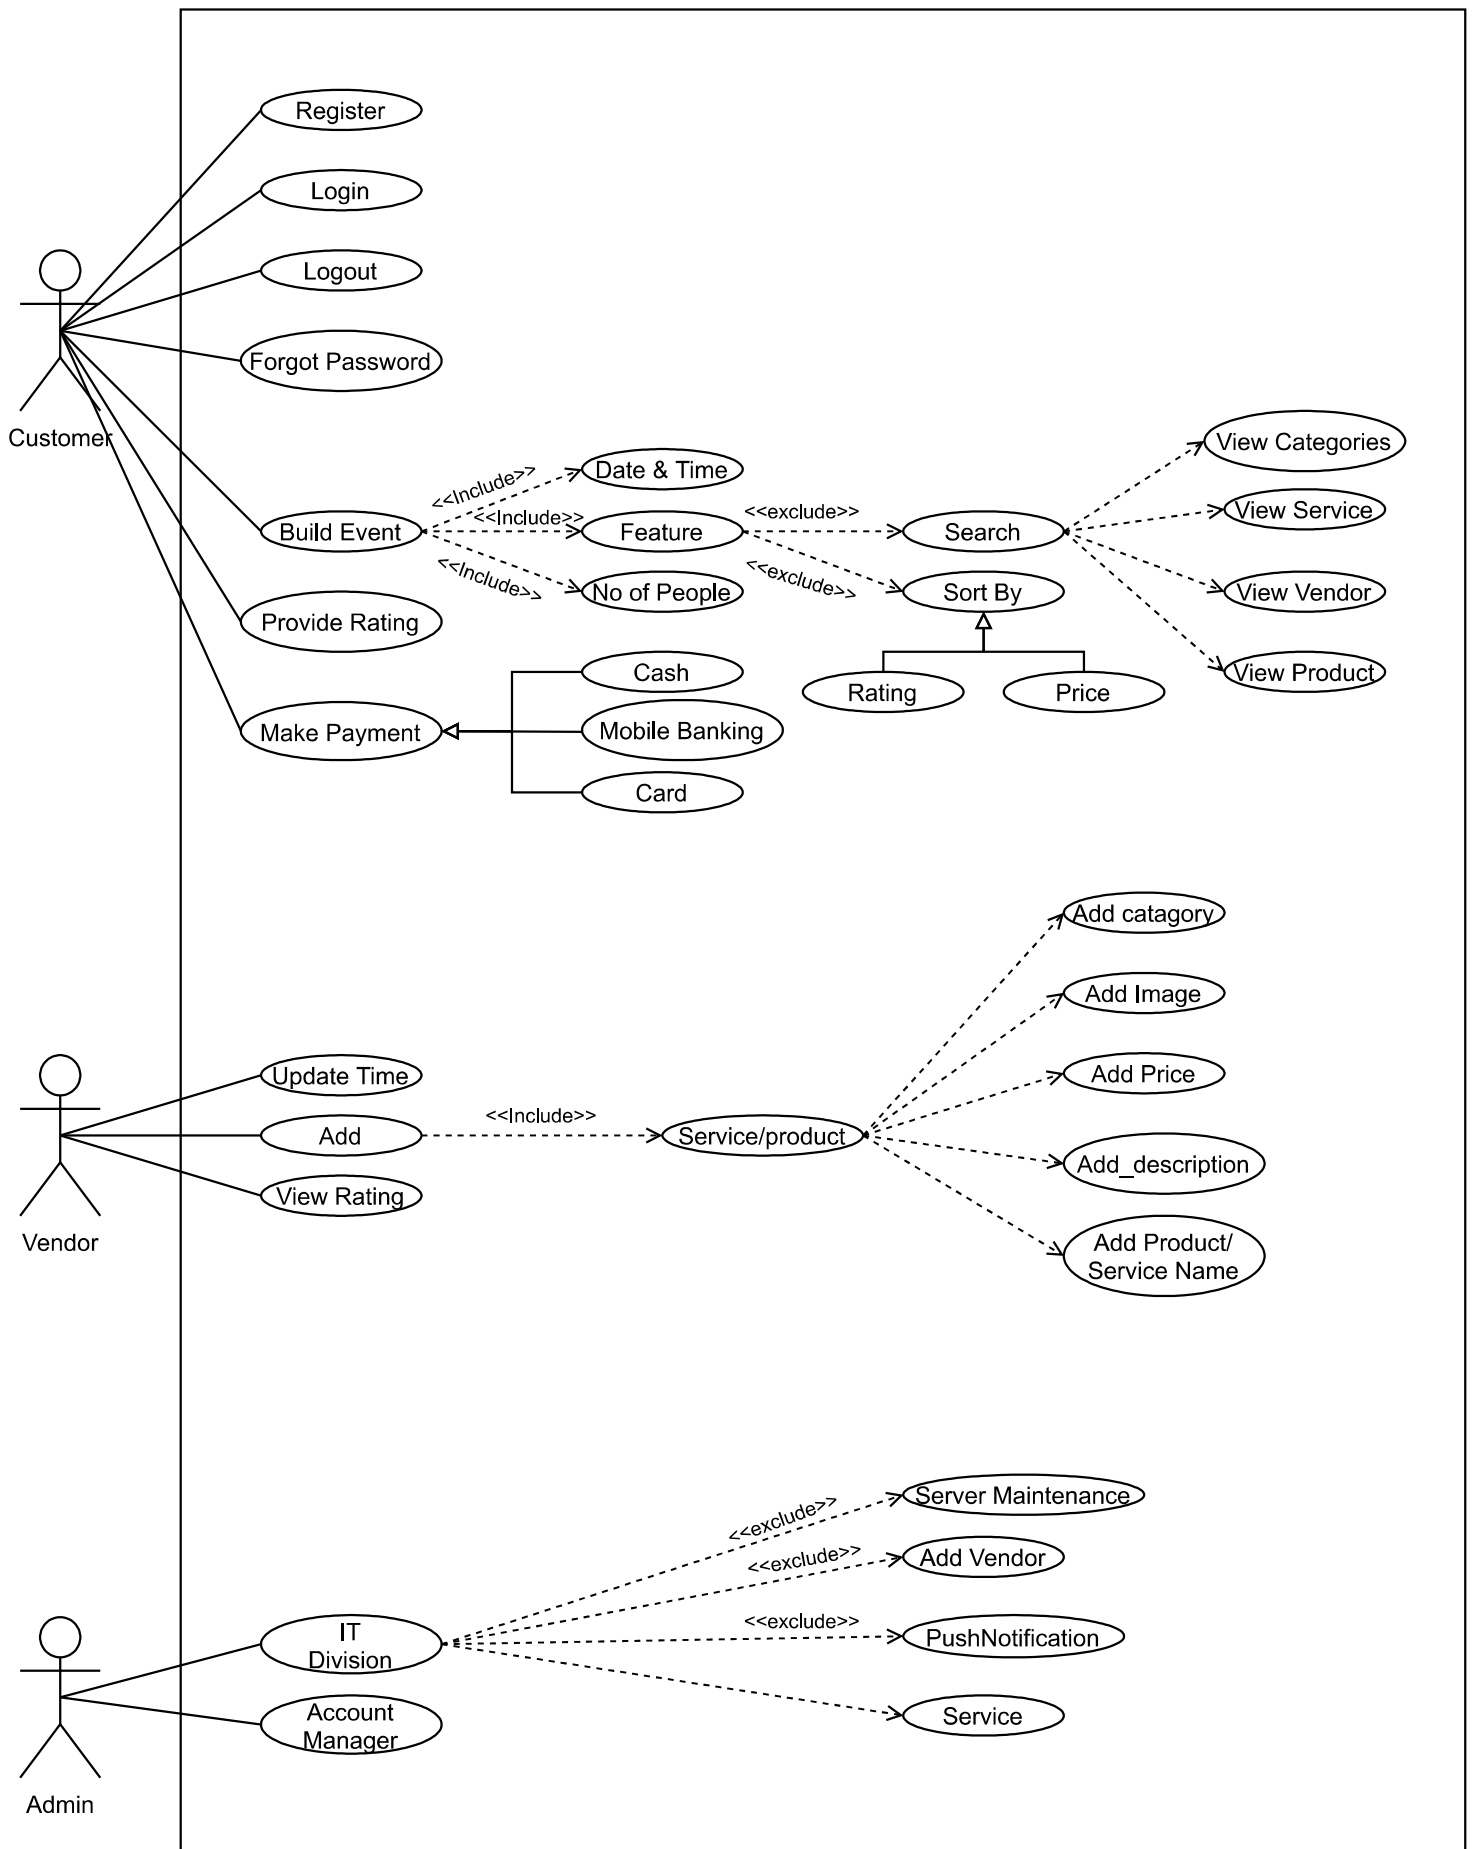 Register
Login
Logout
Forgot Password
Customer
View Categories
<<Include>>
Date & Time
View Service
<<Include>>
<<exclude>>
Build Event
Feature
Search
<<Include>>
<<exclude>>
No of People
Sort By
View Vendor
Provide Rating
Cash
View Product
Rating
Price
Make Payment
Mobile Banking
Card
Add catagory
Add Image
Update Time
Add Price
<<Include>>
Add
Service/product
Add_description
View Rating
Vendor
Add Product/
Service Name
<<exclude>>
Server Maintenance
<<exclude>>
Add Vendor
<<exclude>>
IT
Division
PushNotification
Account
Manager
Service
Admin